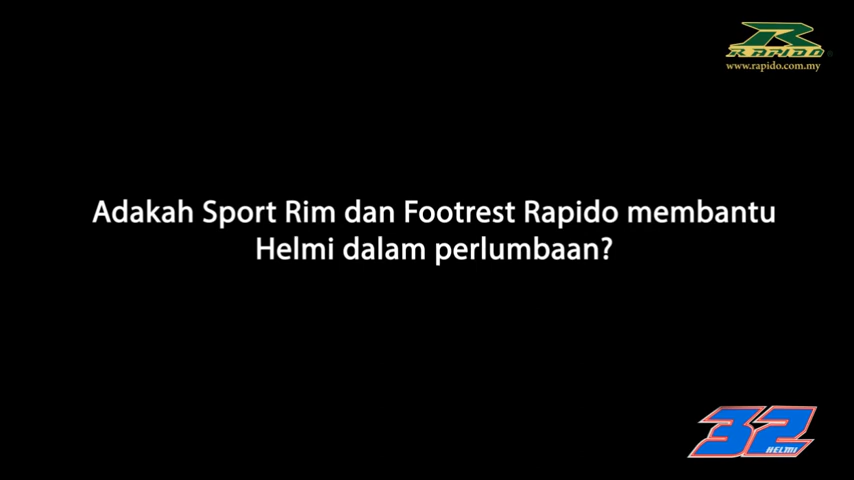 RAPIDO
www.rapido.com.my
Adakah Sport Rim dan Footrest Rapido membantu
Helmi dalam perlumbaan?
32
HELMI